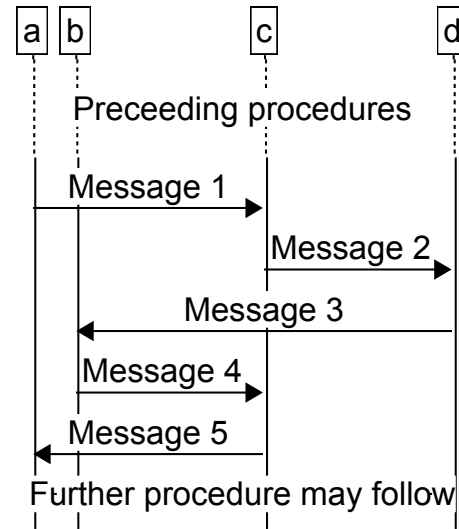 a b c d
Preceeding procedures
Message 1
Message 2
Message 3
Message 4
Message 5
Further procedure may follow